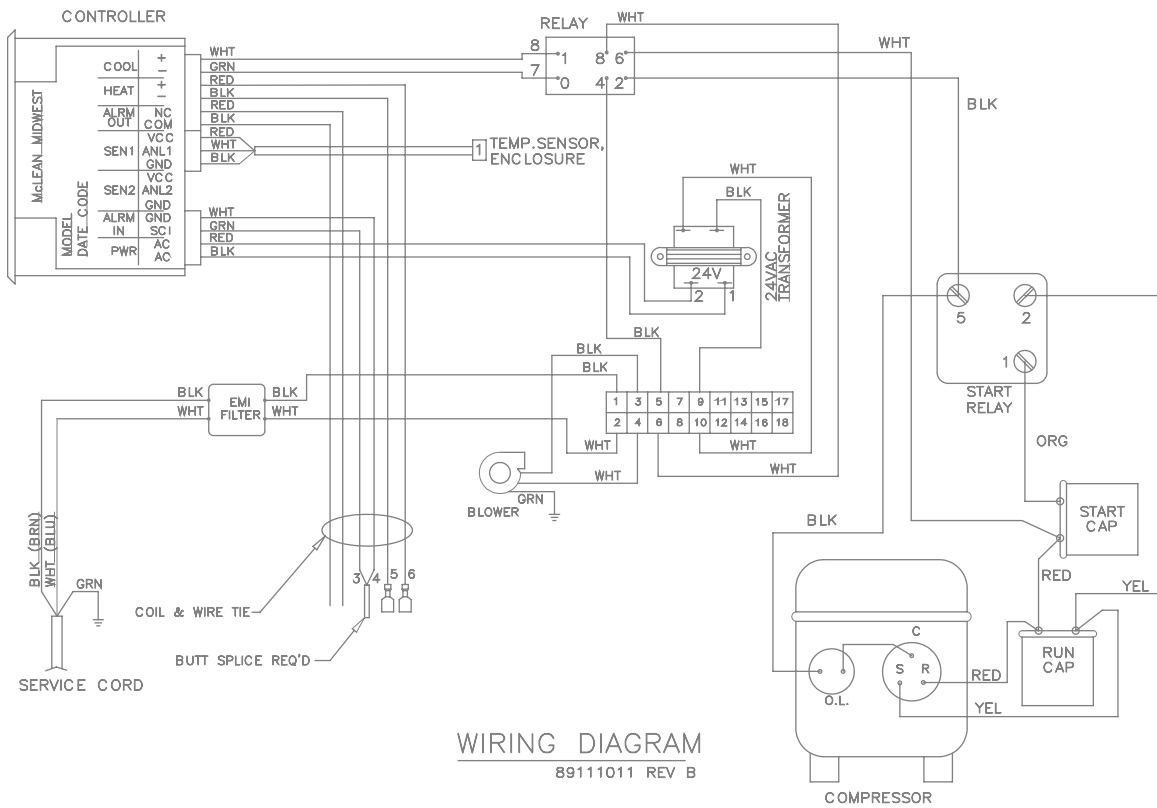 CONTROLLER
McLEAN MIDWEST
MODEL
DATE CODE
COOL + −
HEAT + −
ALRM OUT NC COM
SEN1 VCC ANL1 GND
SEN2 VCC ANL2 GND
ALRM IN GND SCI
PWR AC AC
WHT
GRN
RED
BLK
RED
BLK
RED
WHT
BLK
WHT
GRN
RED
BLK
RELAY
WHT
8 1 8 6
7 0 4 2
WHT
BLK
1 TEMP.SENSOR,
ENCLOSURE
WHT
BLK
24V
2 1
24VAC
TRANSFORMER
BLK
BLK
BLK
5 2
1
START
RELAY
ORG
BLK
WHT
EMI
FILTER
BLK
WHT
1 3 5 7 9 11 13 15 17
2 4 6 8 10 12 14 16 18
WHT
WHT
WHT
WHT
GRN
BLOWER
BLK
START
CAP
BLK (BRN)
WHT (BLU)
GRN
3 4 5 6
COIL & WIRE TIE
BUTT SPLICE REQ'D
SERVICE CORD
RED
YEL
RUN
CAP
C
S R
O.L.
RED
YEL
COMPRESSOR
WIRING DIAGRAM
89111011 REV B